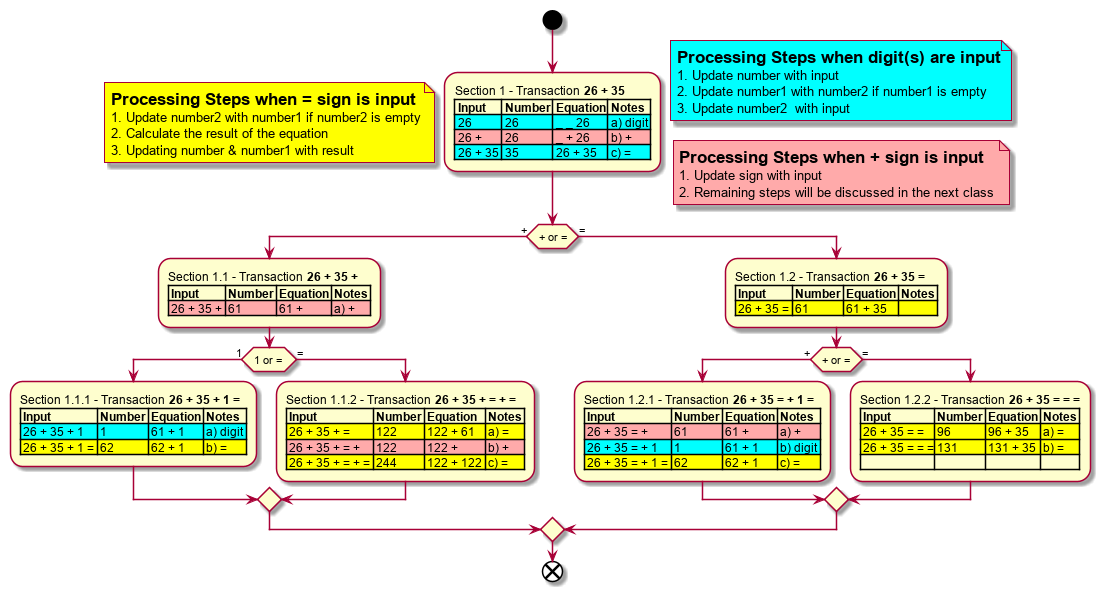 Processing Steps when digit(s) are input
1. Update number with input
2. Update number1 with number2 if number1 is empty
3. Update number2  with input
Processing Steps when = sign is input
1. Update number2 with number1 if number2 is empty
2. Calculate the result of the equation
3. Updating number & number1 with result
Section 1 - Transaction 26 + 35
Input Number Equation Notes
26 26 _ _ 26 a) digit
26 + 26 _ + 26 b) +
26 + 35 35 26 + 35 c) =
Processing Steps when + sign is input
1. Update sign with input
2. Remaining steps will be discussed in the next class
+ + or = =
Section 1.1 - Transaction 26 + 35 +
Input Number Equation Notes
26 + 35 + 61 61 + a) +
Section 1.2 - Transaction 26 + 35 =
Input Number Equation Notes
26 + 35 = 61 61 + 35
1 1 or = =
+ + or = =
Section 1.1.1 - Transaction 26 + 35 + 1 =
Input Number Equation Notes
26 + 35 + 1 1 61 + 1 a) digit
26 + 35 + 1 = 62 62 + 1 b) =
Section 1.1.2 - Transaction 26 + 35 + = + =
Input Number Equation Notes
26 + 35 + = 122 122 + 61 a) =
26 + 35 + = + 122 122 + b) +
26 + 35 + = + = 244 122 + 122 c) =
Section 1.2.1 - Transaction 26 + 35 = + 1 =
Input Number Equation Notes
26 + 35 = + 61 61 + a) +
26 + 35 = + 1 1 61 + 1 b) digit
26 + 35 = + 1 = 62 62 + 1 c) =
Section 1.2.2 - Transaction 26 + 35 = = =
Input Number Equation Notes
26 + 35 = = 96 96 + 35 a) =
26 + 35 = = = 131 131 + 35 b) =